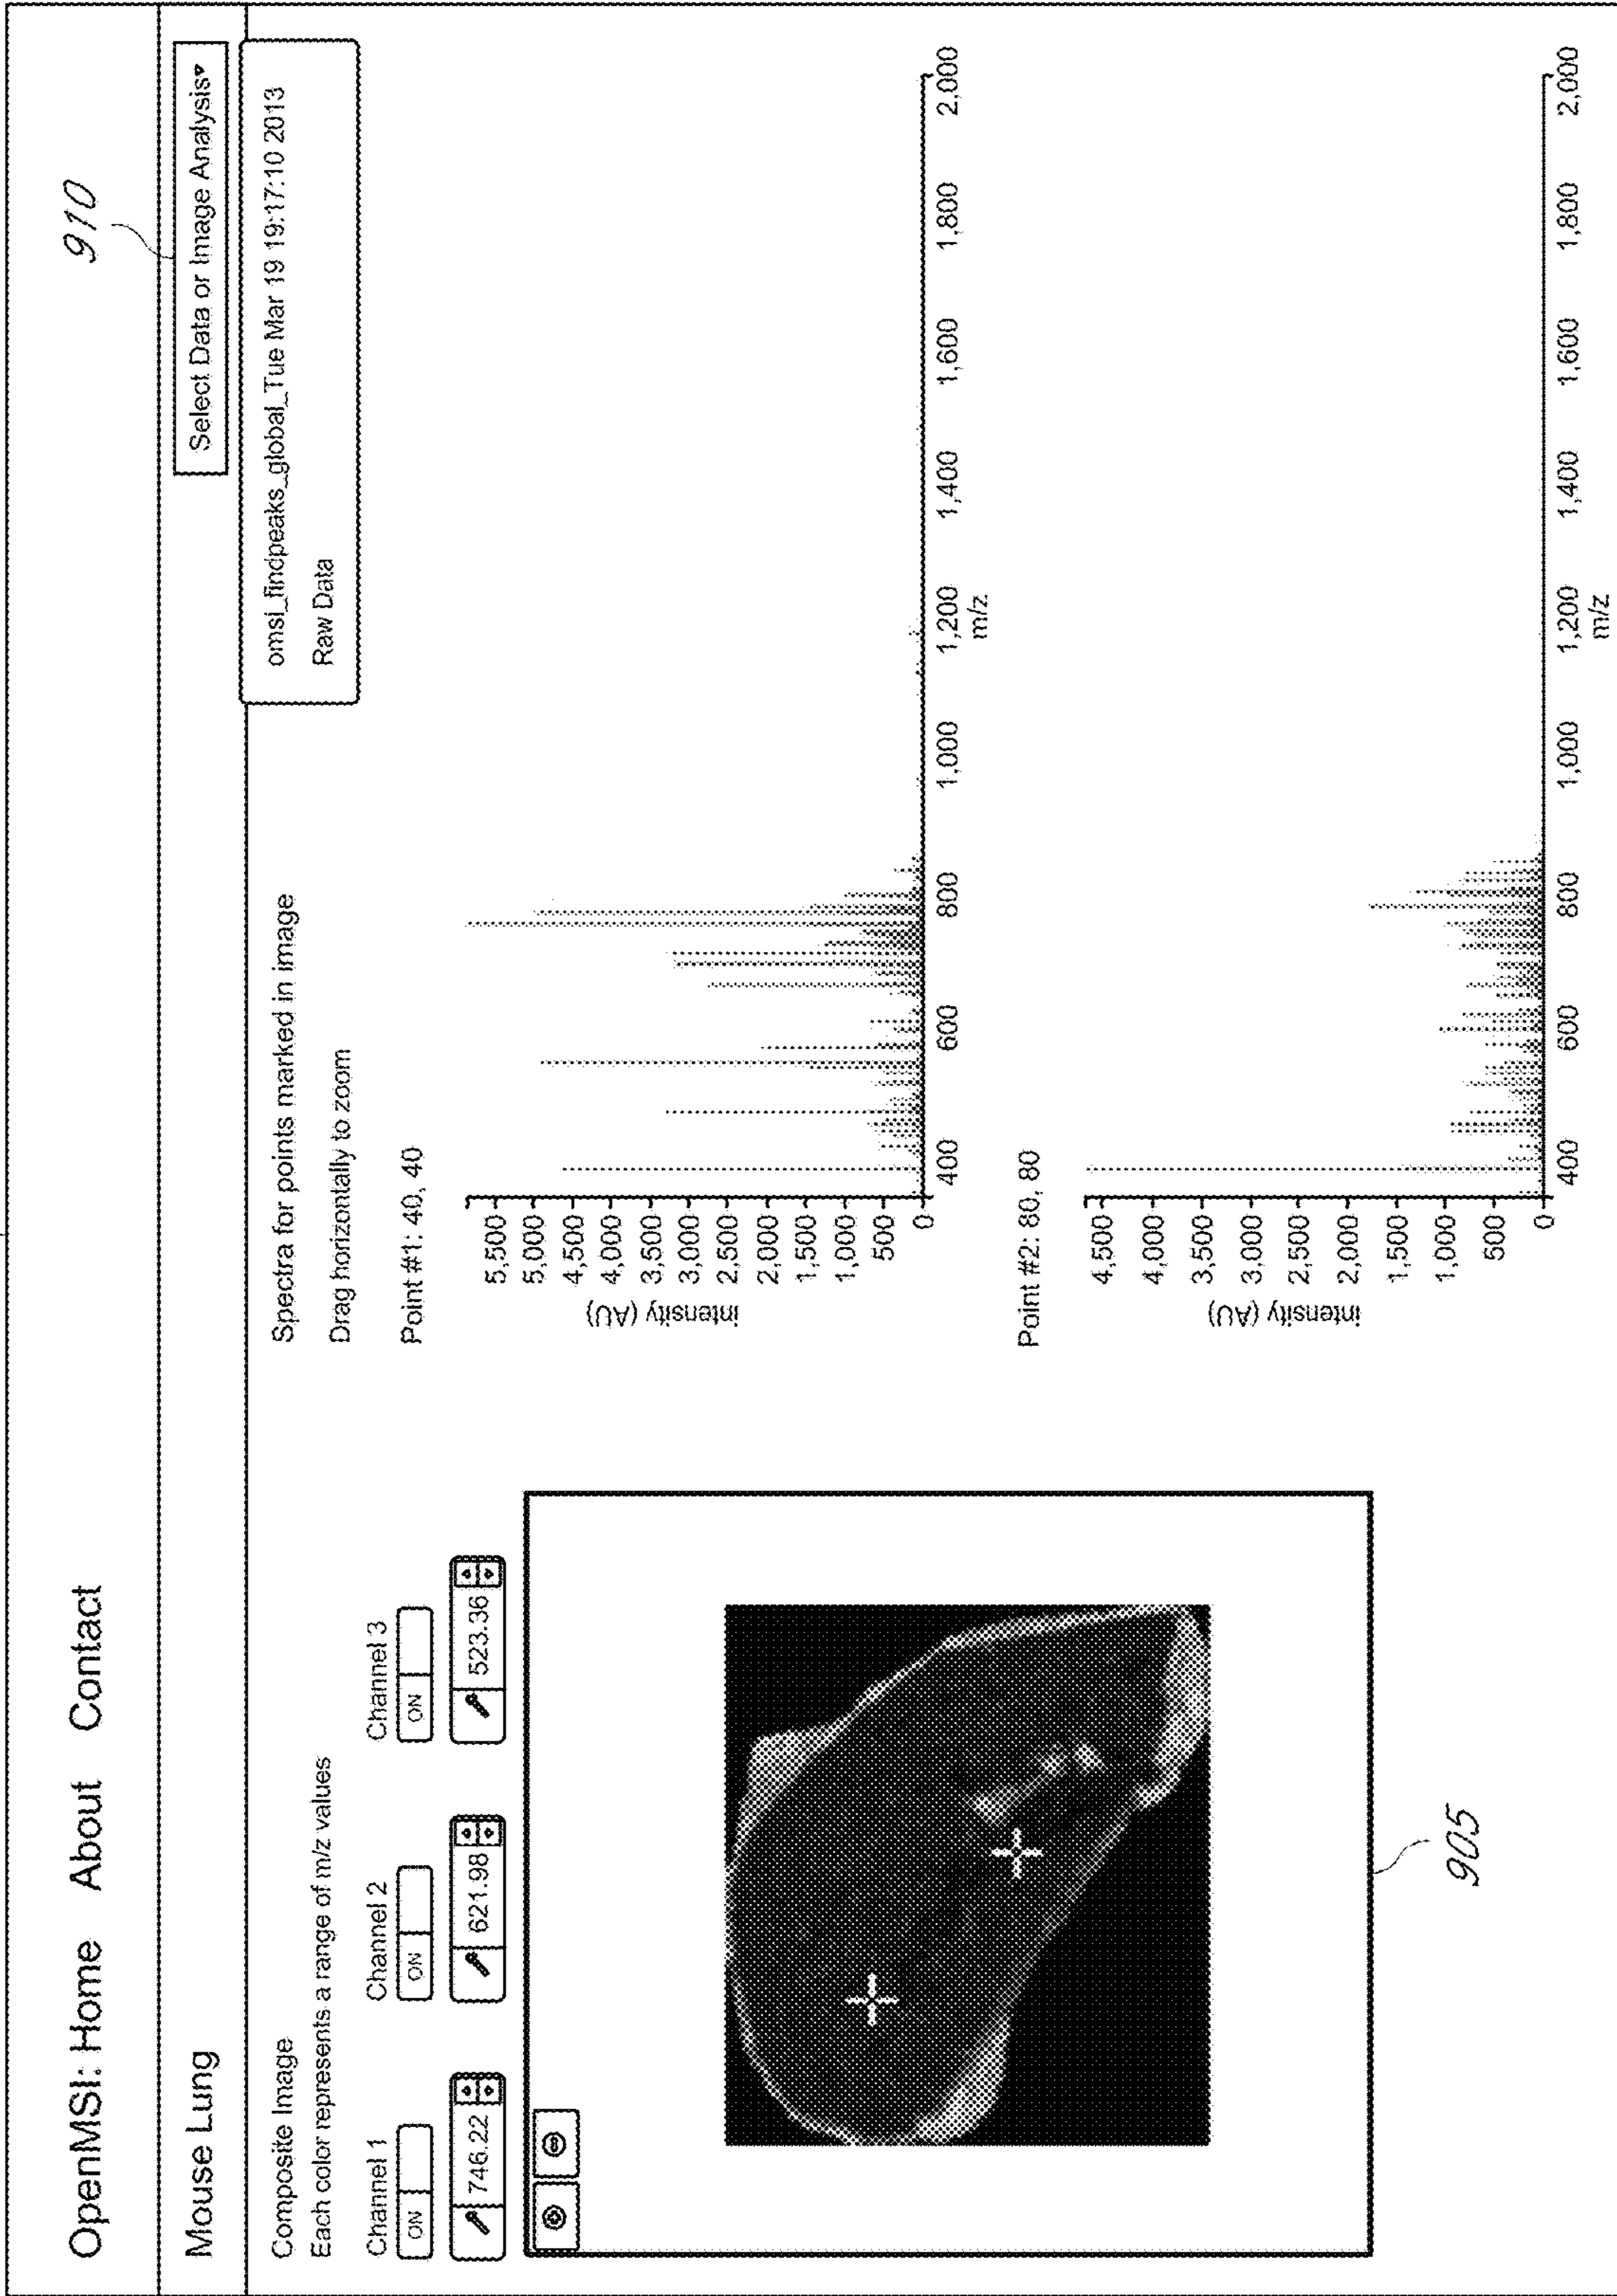 910
OpenMSI: Home About Contact
Mouse Lung
Select Data or Image Analysis▾
omsi_findpeaks_global_Tue Mar 19 19:17:10 2013
Raw Data
Composite Image
Each color represents a range of m/z values
Channel 1 Channel 2 Channel 3
ON ON ON
746.22 621.98 523.36
905
Spectra for points marked in image
Drag horizontally to zoom
Point #1: 40, 40
intensity (AU)
5,500
5,000
4,500
4,000
3,500
3,000
2,500
2,000
1,500
1,000
500
0
400 600 800 1,000 1,200 1,400 1,600 1,800 2,000
m/z
Point #2: 80, 80
intensity (AU)
4,500
4,000
3,500
3,000
2,500
2,000
1,500
1,000
500
0
400 600 800 1,000 1,200 1,400 1,600 1,800 2,000
m/z